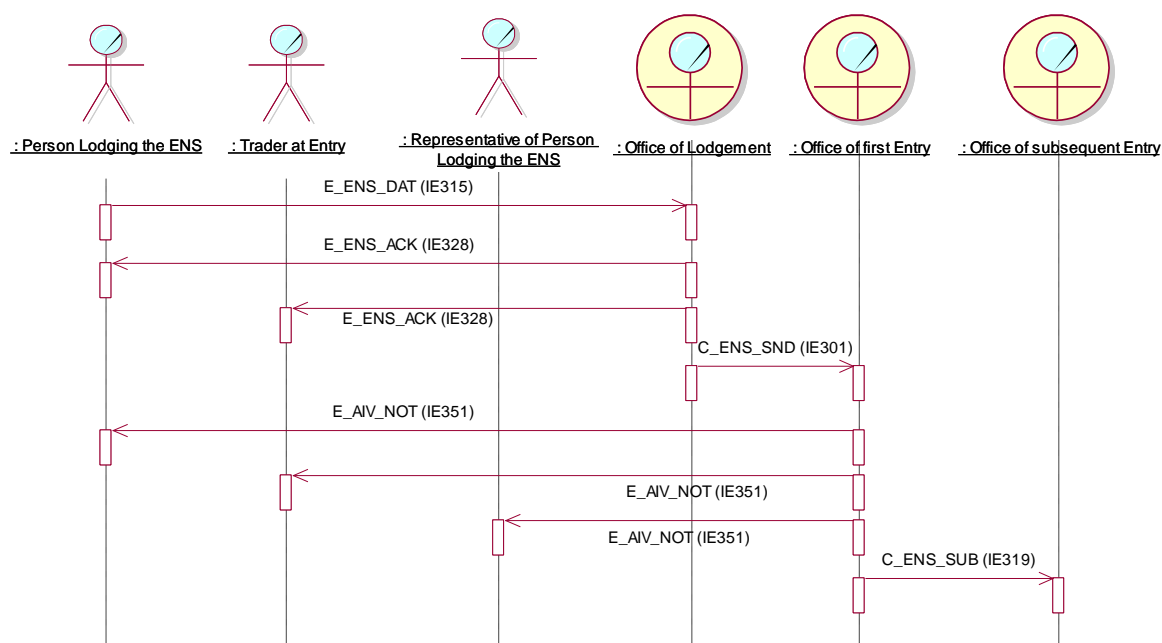 : Person Lodging the ENS
: Trader at Entry
: Representative of Person
Lodging the ENS
: Office of Lodgement
: Office of first Entry
: Office of subsequent Entry
E_ENS_DAT (IE315)
E_ENS_ACK (IE328)
E_ENS_ACK (IE328)
C_ENS_SND (IE301)
E_AIV_NOT (IE351)
E_AIV_NOT (IE351)
E_AIV_NOT (IE351)
C_ENS_SUB (IE319)